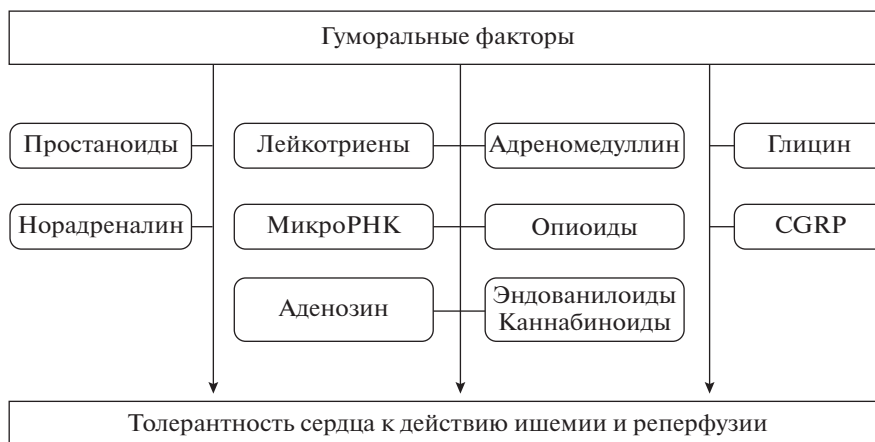 Гуморальные факторы
Простаноиды
Лейкотриены
Адреномедуллин
Глицин
Норадреналин
МикроРНК
Опиоиды
CGRP
Аденозин
Эндованилоиды
Каннабиноиды
Толерантность сердца к действию ишемии и реперфузии